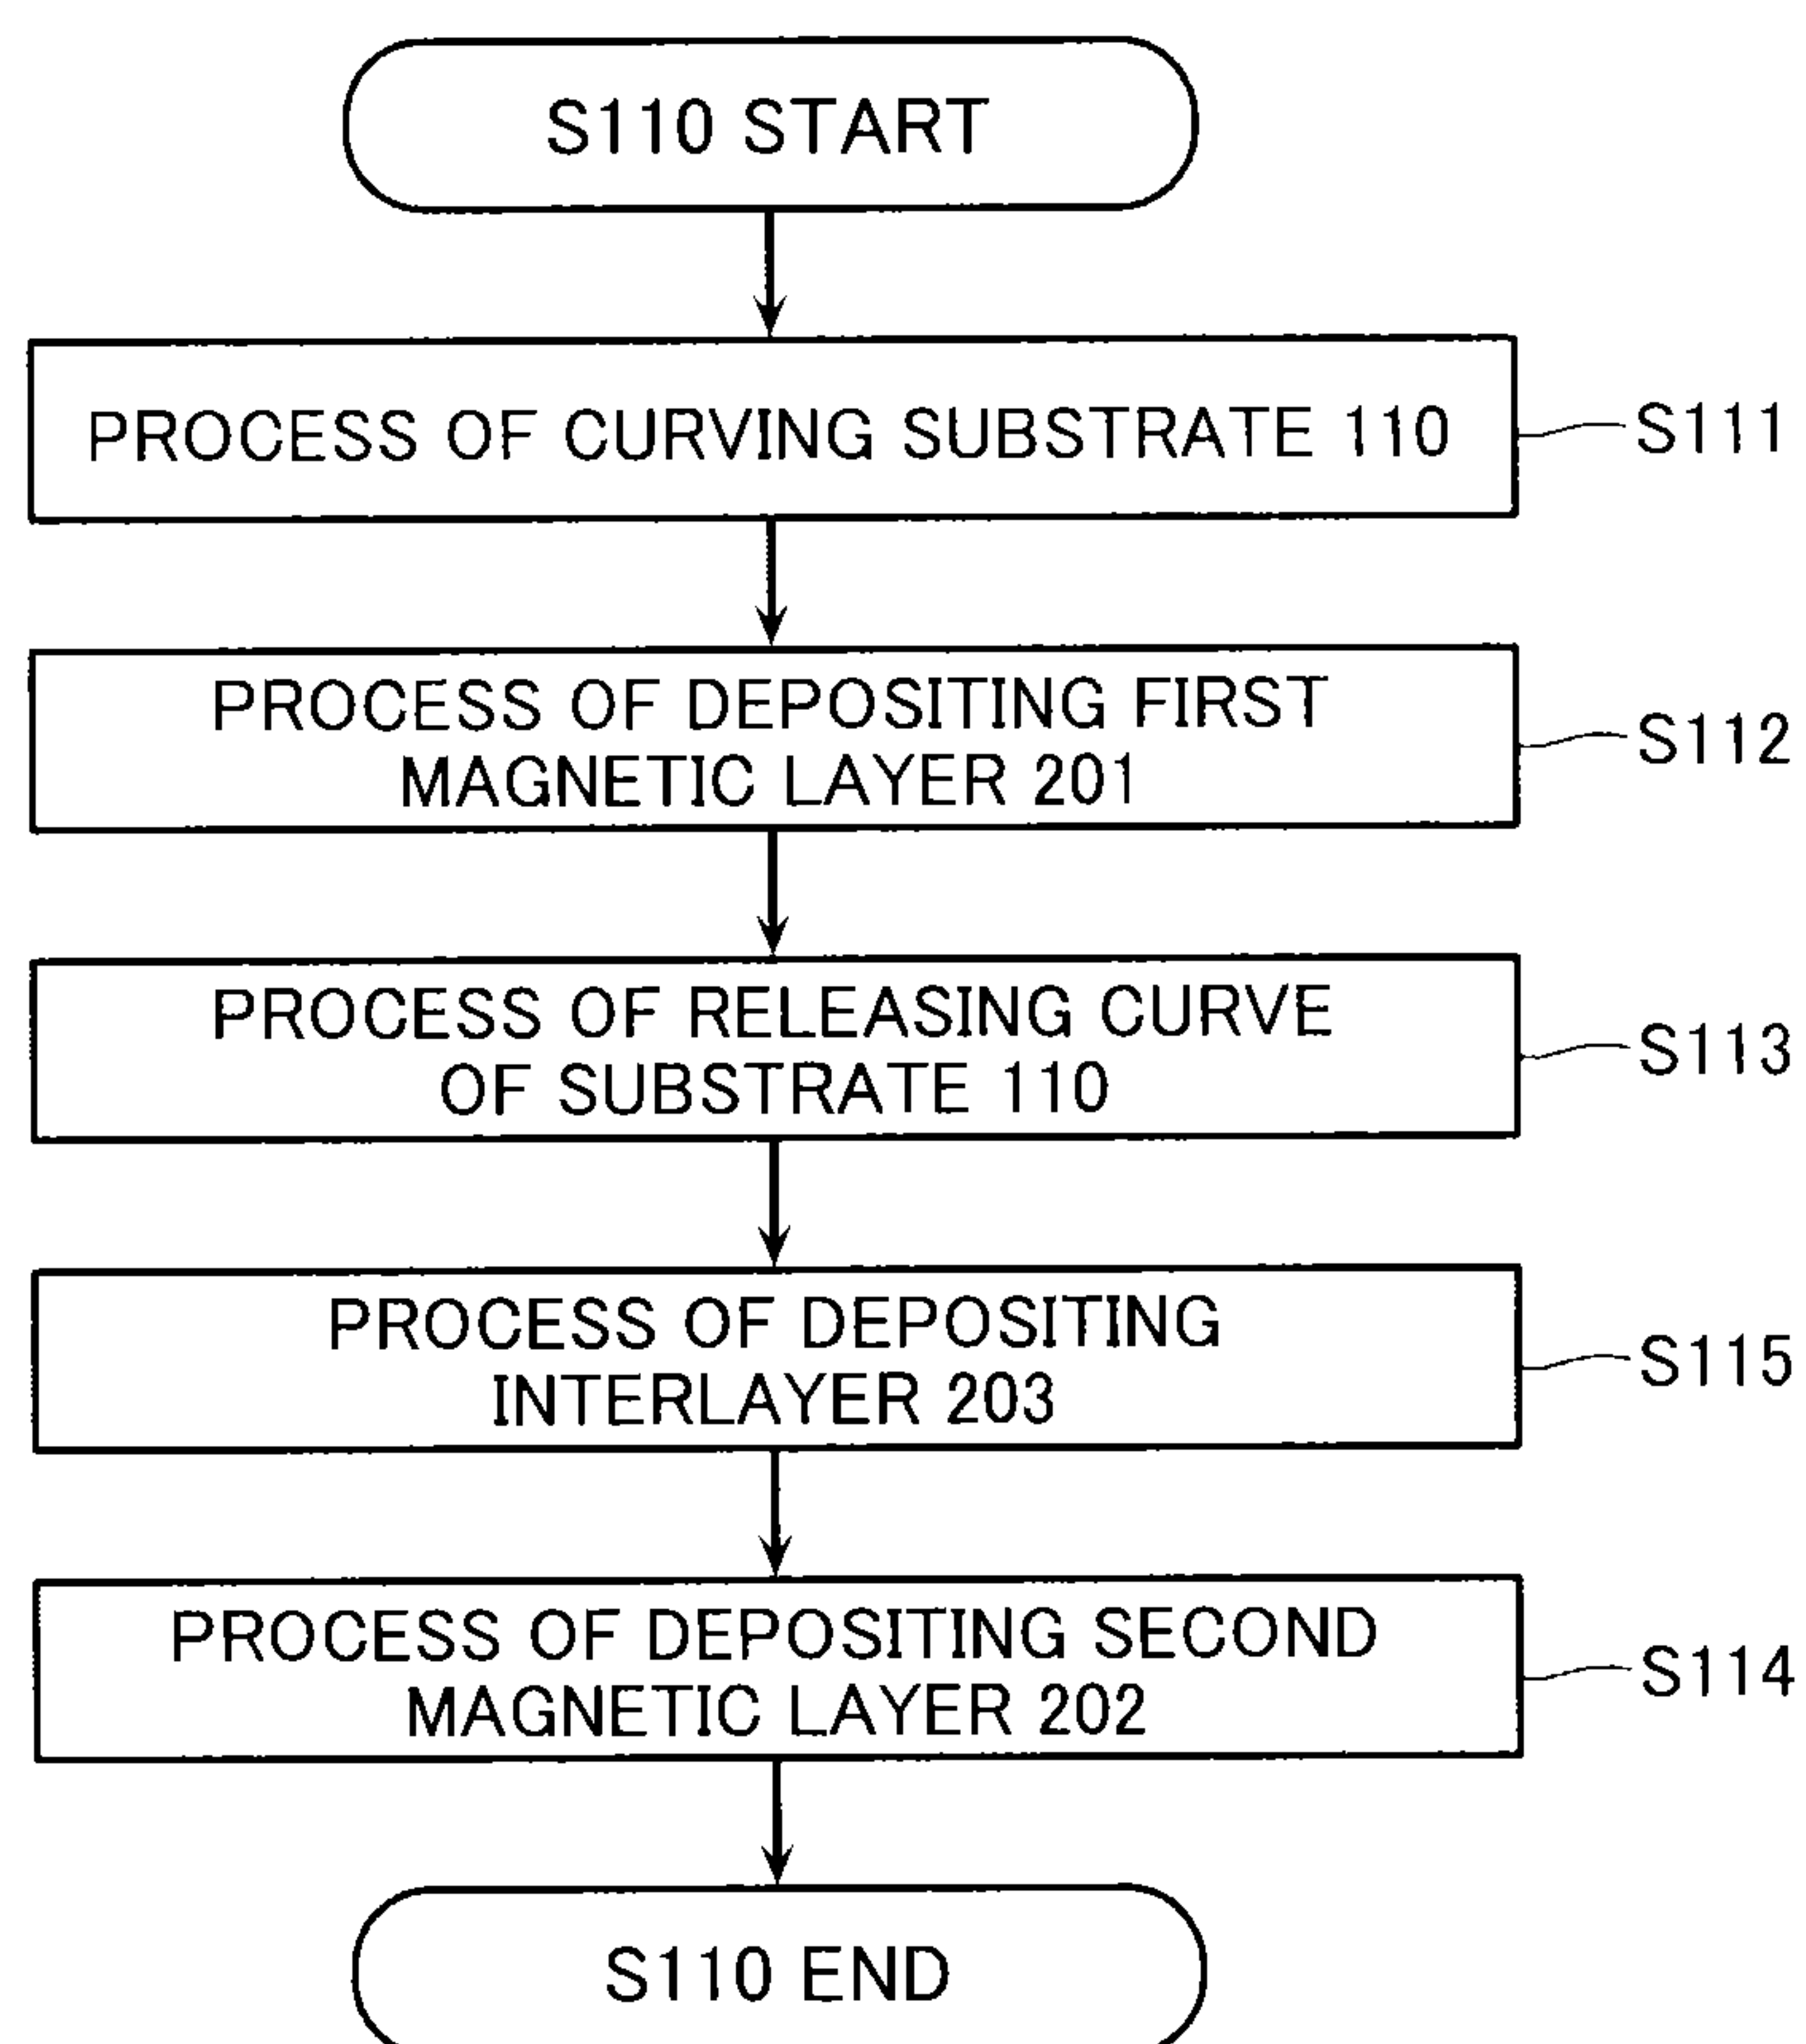 S110 START
PROCESS OF CURVING SUBSTRATE 110
S111
PROCESS OF DEPOSITING FIRST
MAGNETIC LAYER 201
S112
PROCESS OF RELEASING CURVE
OF SUBSTRATE 110
S113
PROCESS OF DEPOSITING
INTERLAYER 203
S115
PROCESS OF DEPOSITING SECOND
MAGNETIC LAYER 202
S114
S110 END